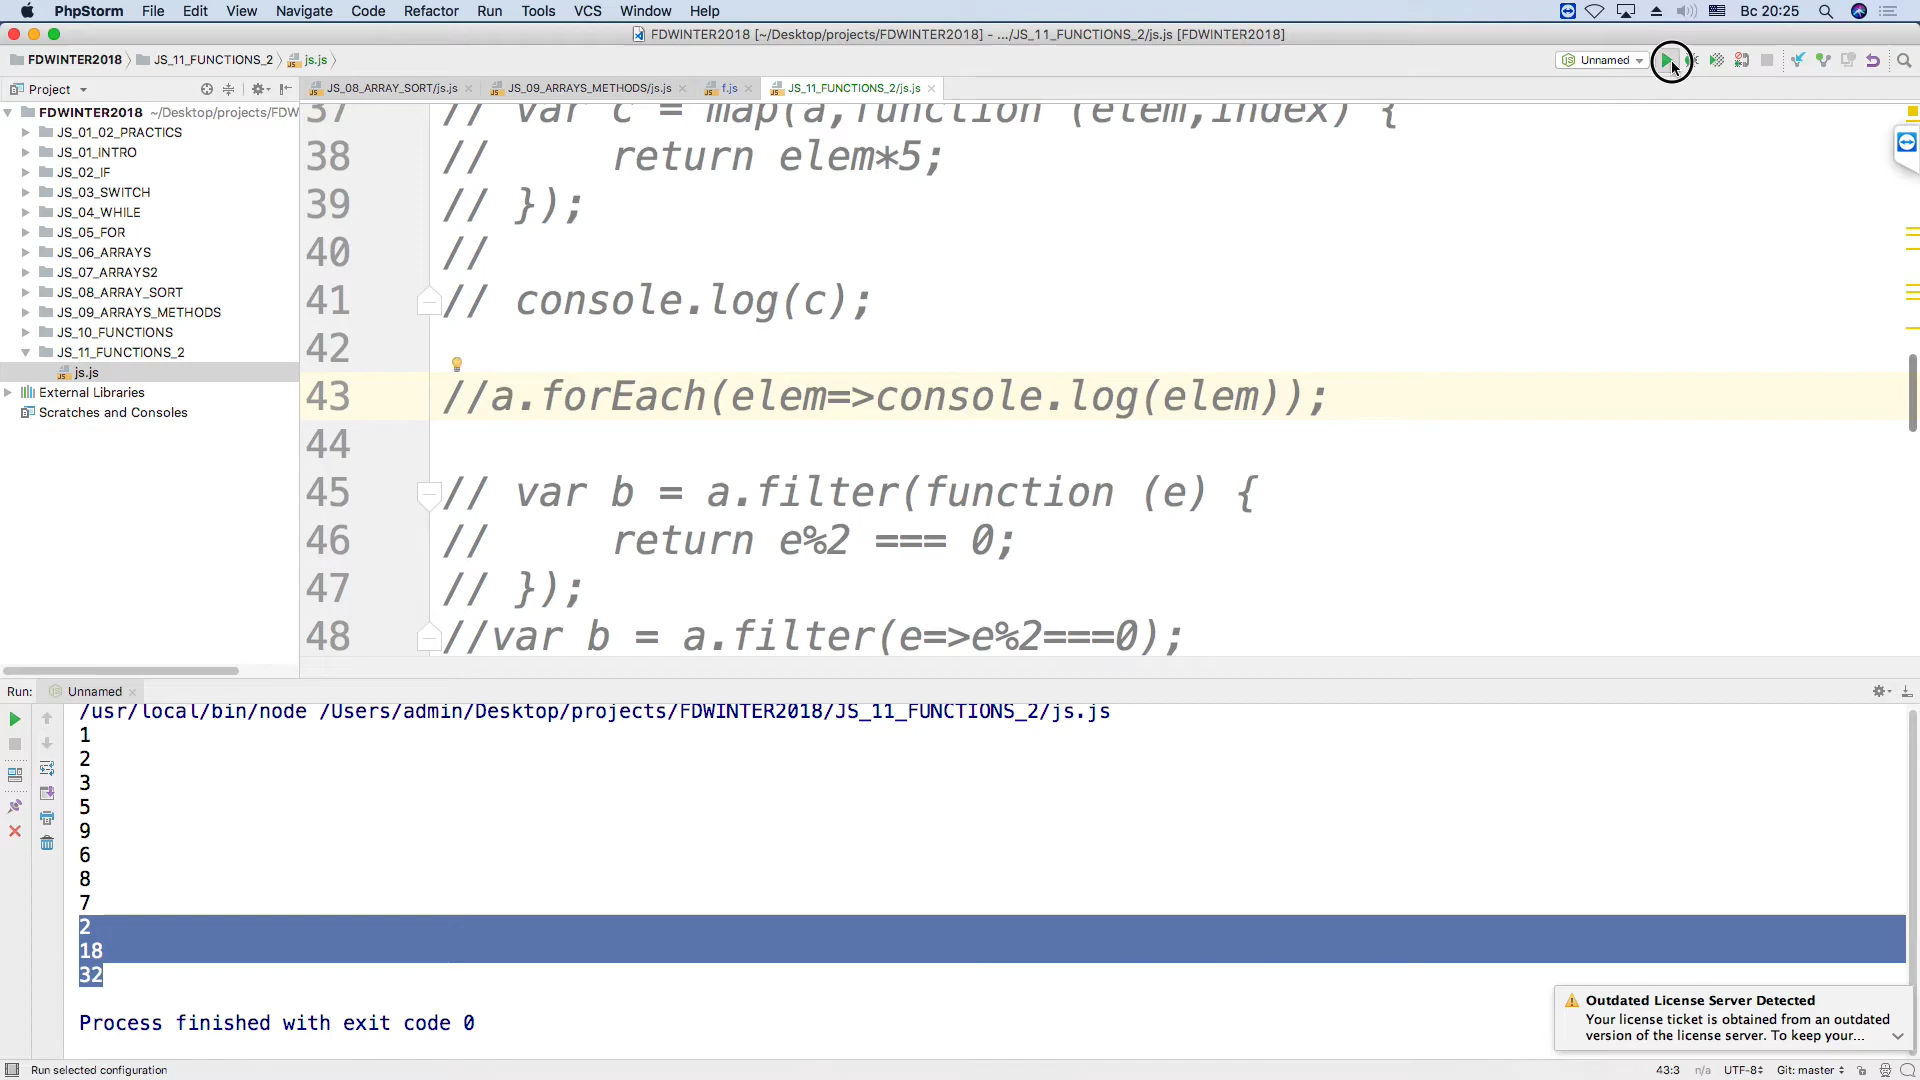 PhpStorm File Edit View Navigate Code Refactor Run Tools VCS Window Help Вс 20:25
FDWINTER2018 [~/Desktop/projects/FDWINTER2018] - .../JS_11_FUNCTIONS_2/js.js [FDWINTER2018]
FDWINTER2018 JS_11_FUNCTIONS_2 js.js Unnamed
Project JS_08_ARRAY_SORT/js.js JS_09_ARRAYS_METHODS/js.js f.js JS_11_FUNCTIONS_2/js.js
FDWINTER2018 ~/Desktop/projects/FDW
JS_01_02_PRACTICS
JS_01_INTRO
JS_02_IF
JS_03_SWITCH
JS_04_WHILE
JS_05_FOR
JS_06_ARRAYS
JS_07_ARRAYS2
JS_08_ARRAY_SORT
JS_09_ARRAYS_METHODS
JS_10_FUNCTIONS
JS_11_FUNCTIONS_2
js.js
External Libraries
Scratches and Consoles
37 // var c = map(a,function (elem,index) {
38 //     return elem*5;
39 // });
40 //
41 // console.log(c);
42
43 //a.forEach(elem=>console.log(elem));
44
45 // var b = a.filter(function (e) {
46 //     return e%2 === 0;
47 // });
48 //var b = a.filter(e=>e%2===0);
Run: Unnamed
/usr/local/bin/node /Users/admin/Desktop/projects/FDWINTER2018/JS_11_FUNCTIONS_2/js.js
1
2
3
5
9
6
8
7
2
18
32
Process finished with exit code 0
Outdated License Server Detected
Your license ticket is obtained from an outdated
version of the license server. To keep your...
Run selected configuration 43:3 n/a UTF-8 Git: master